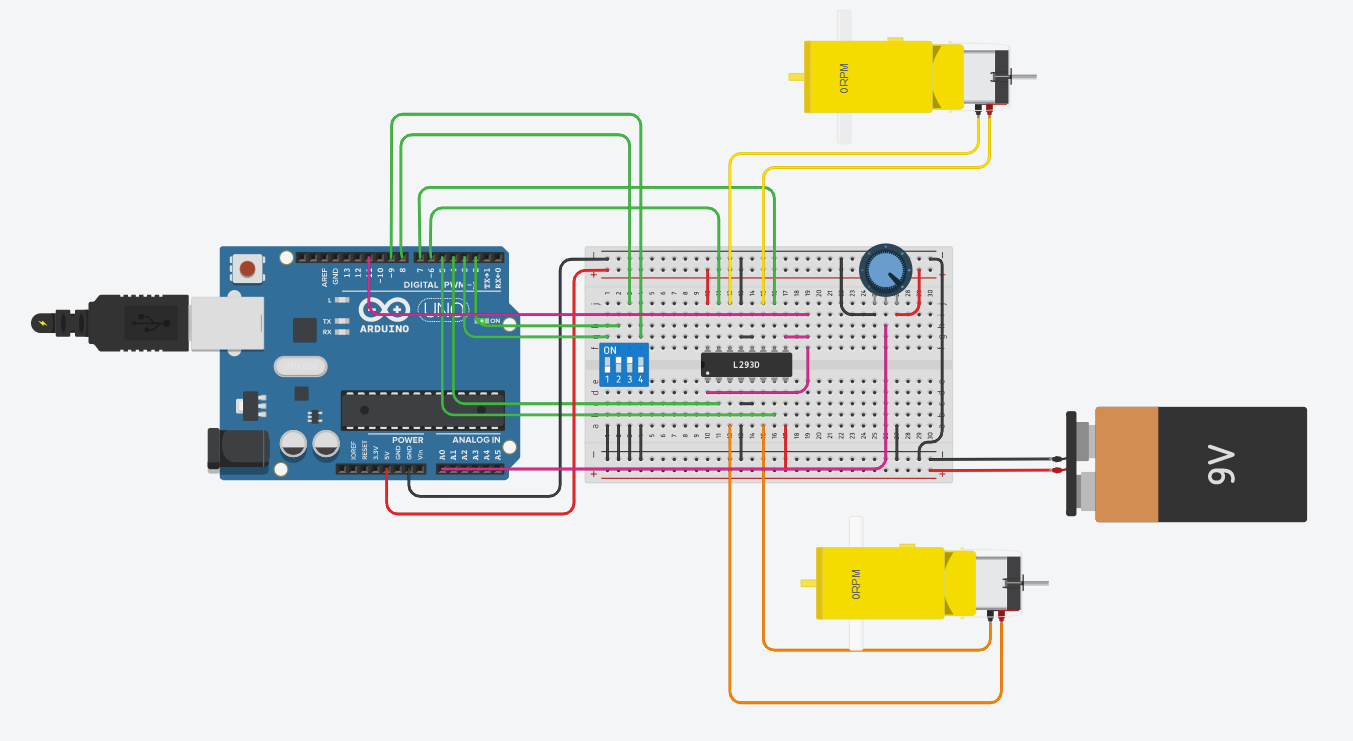 0RPM
AREF
GND
13
12
~11
~10
~9
8
7
~6
~5
4
~3
2
TX→1
RX←0
DIGITAL (PWM~)
L
TX
RX
ARDUINO
UNO
ON
IOREF
RESET
3.3V
5V
GND
GND
Vin
POWER
ANALOG IN
A0
A1
A2
A3
A4
A5
ON
1 2 3 4
L293D
9V
0RPM